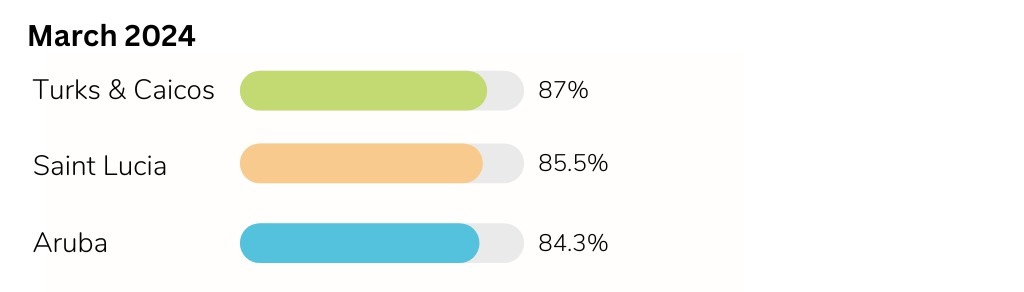 March 2024
Turks & Caicos 87%
Saint Lucia 85.5%
Aruba 84.3%